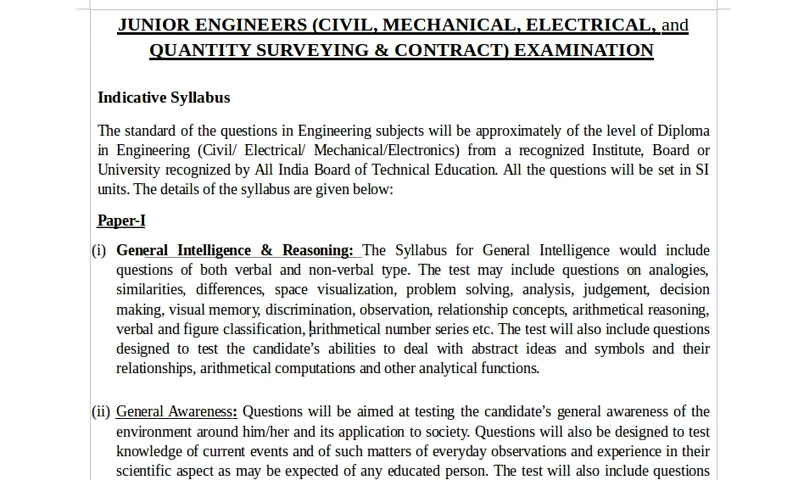 JUNIOR ENGINEERS (CIVIL, MECHANICAL, ELECTRICAL, and
QUANTITY SURVEYING & CONTRACT) EXAMINATION
Indicative Syllabus
The standard of the questions in Engineering subjects will be approximately of the level of Diploma
in Engineering (Civil/ Electrical/ Mechanical/Electronics) from a recognized Institute, Board or
University recognized by All India Board of Technical Education. All the questions will be set in SI
units. The details of the syllabus are given below:
Paper-I
(i) General Intelligence & Reasoning: The Syllabus for General Intelligence would include
questions of both verbal and non-verbal type. The test may include questions on analogies,
similarities, differences, space visualization, problem solving, analysis, judgement, decision
making, visual memory, discrimination, observation, relationship concepts, arithmetical reasoning,
verbal and figure classification, arithmetical number series etc. The test will also include questions
designed to test the candidate’s abilities to deal with abstract ideas and symbols and their
relationships, arithmetical computations and other analytical functions.
(ii) General Awareness: Questions will be aimed at testing the candidate’s general awareness of the
environment around him/her and its application to society. Questions will also be designed to test
knowledge of current events and of such matters of everyday observations and experience in their
scientific aspect as may be expected of any educated person. The test will also include questions